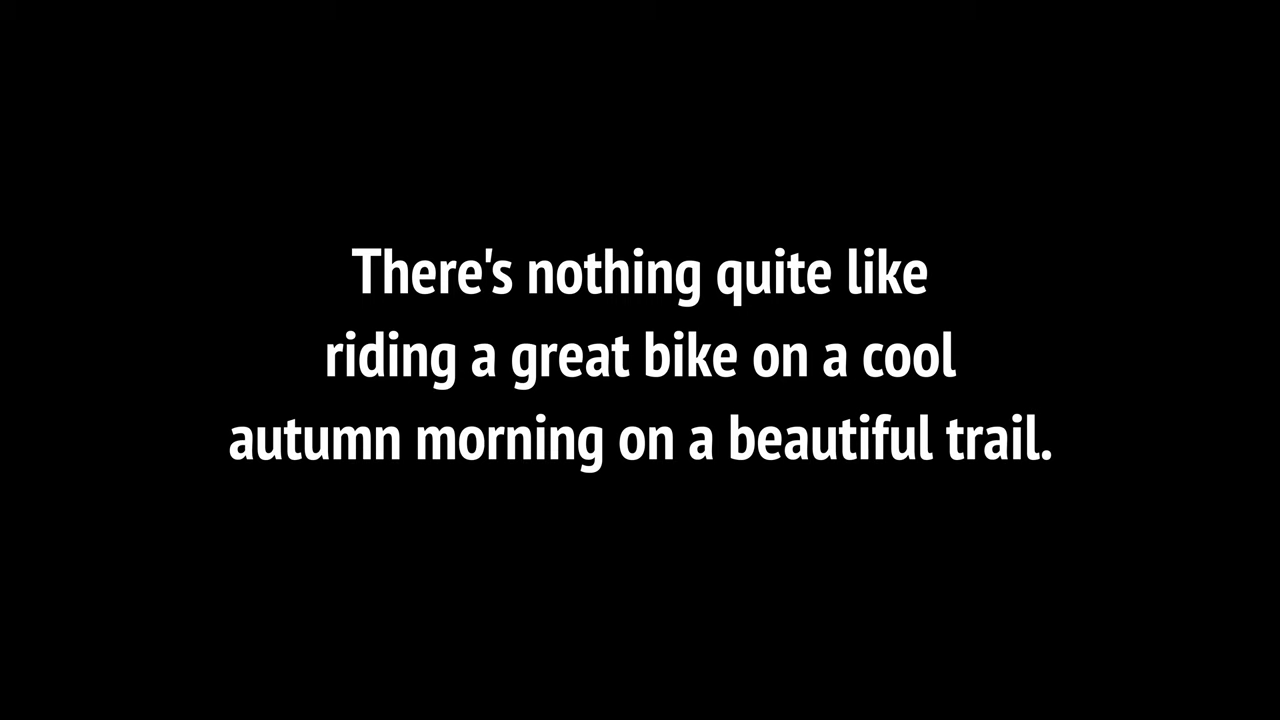 There's nothing quite like
riding a great bike on a cool
autumn morning on a beautiful trail.